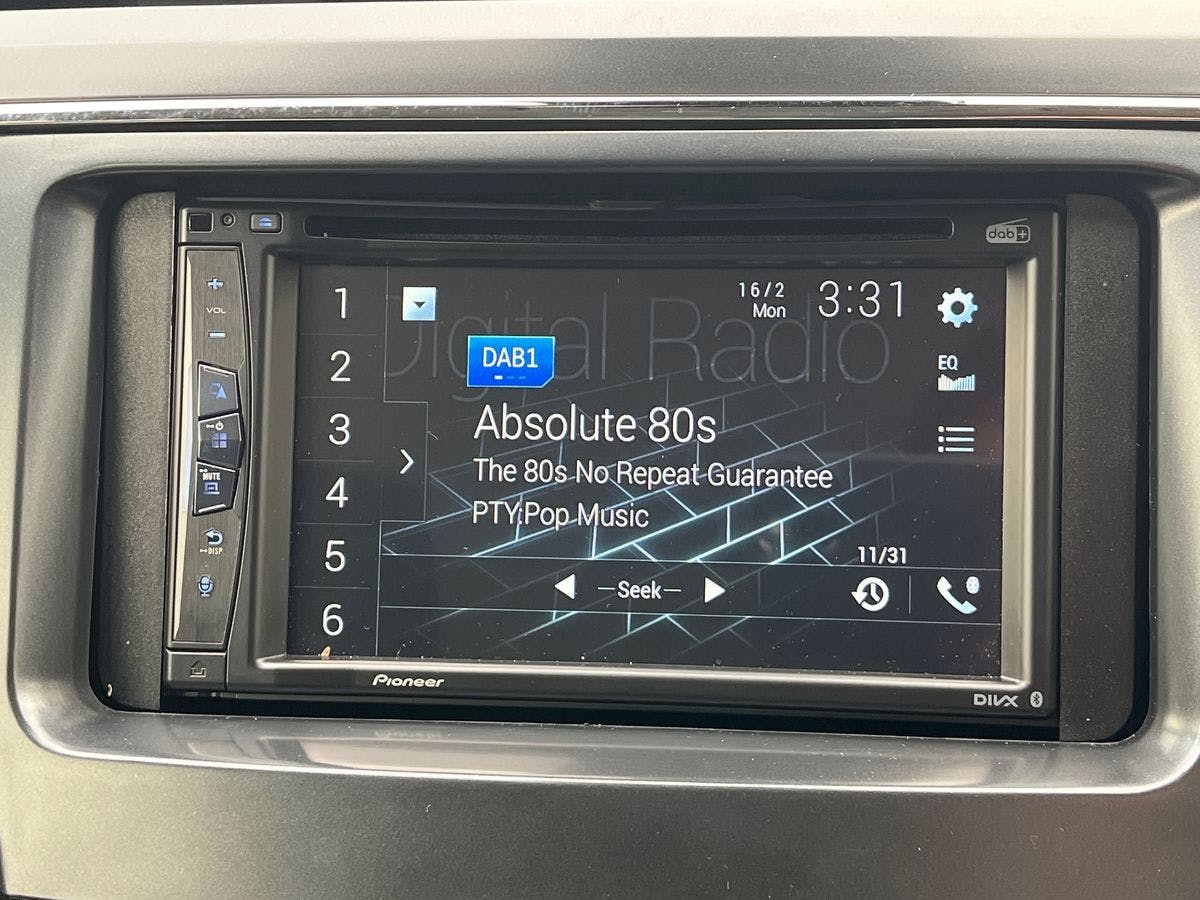 dab+
VOL
MUTE
DISP
1
2
3
4
5
6
Digital Radio
16/2
Mon
3:31
DAB1
EQ
Absolute 80s
The 80s No Repeat Guarantee
PTY:Pop Music
11/31
Seek
Pioneer
DIVX